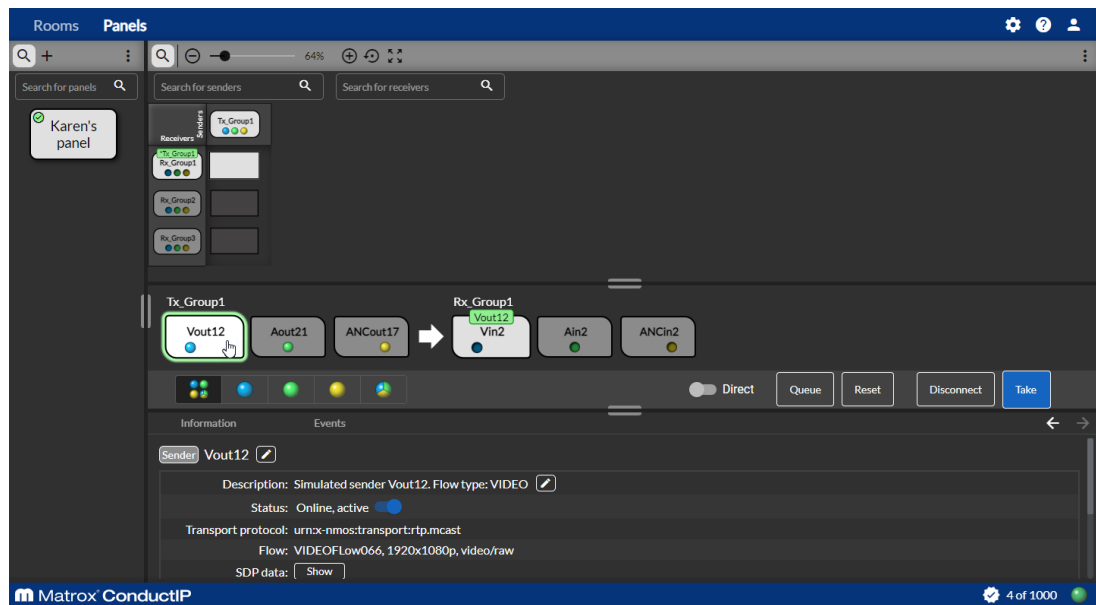 Rooms Panels
64%
Search for panels
Search for senders
Search for receivers
Karen's
panel
Senders
Receivers
Tx_Group1
*Tx_Group1
Rx_Group1
Rx_Group2
Rx_Group3
Tx_Group1
Rx_Group1
Vout12
Vout12
Aout21
ANCout17
Vin2
Ain2
ANCin2
Direct
Queue
Reset
Disconnect
Take
Information
Events
Sender Vout12
Description: Simulated sender Vout12. Flow type: VIDEO
Status: Online, active
Transport protocol: urn:x-nmos:transport:rtp.mcast
Flow: VIDEOFLow066, 1920x1080p, video/raw
SDP data: Show
Matrox ConductIP
4 of 1000